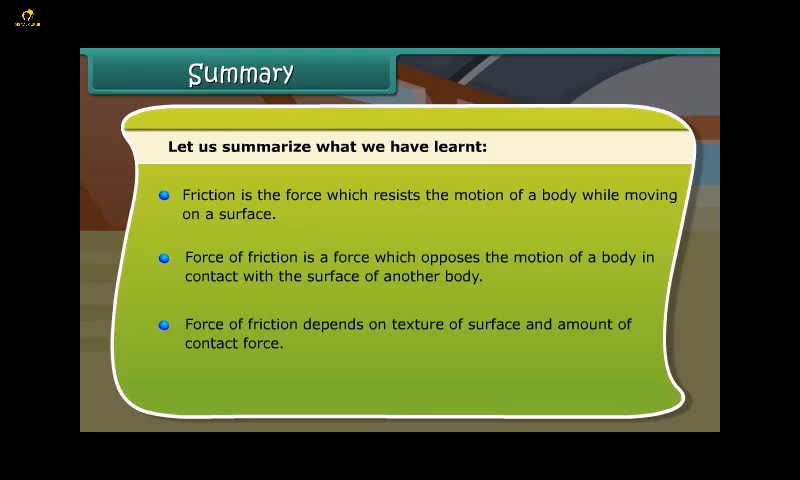 Summary
Let us summarize what we have learnt:
Friction is the force which resists the motion of a body while moving
on a surface.
Force of friction is a force which opposes the motion of a body in
contact with the surface of another body.
Force of friction depends on texture of surface and amount of
contact force.